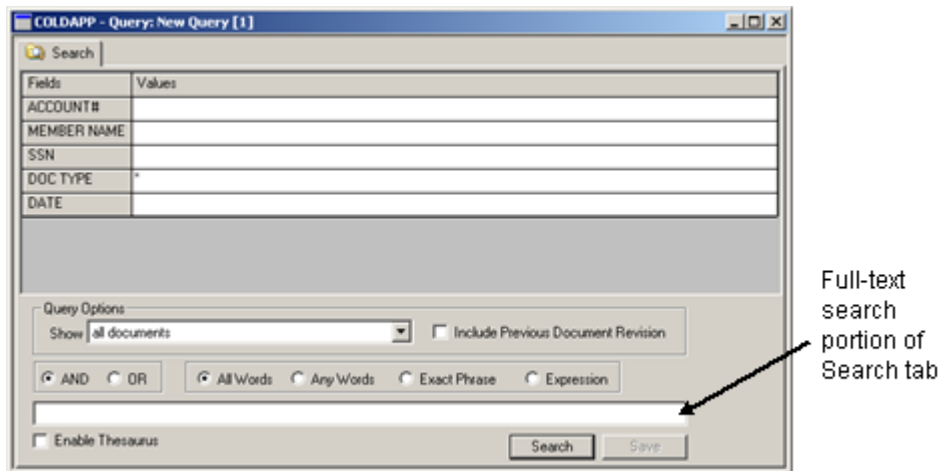 COLDAPP - Query: New Query [1]
Search
Fields Values
ACCOUNT#
MEMBER NAME
SSN
DOC TYPE *
DATE
Query Options
Show all documents Include Previous Document Revision
AND OR All Words Any Words Exact Phrase Expression
Enable Thesaurus Search Save
Full-text
search
portion of
Search tab